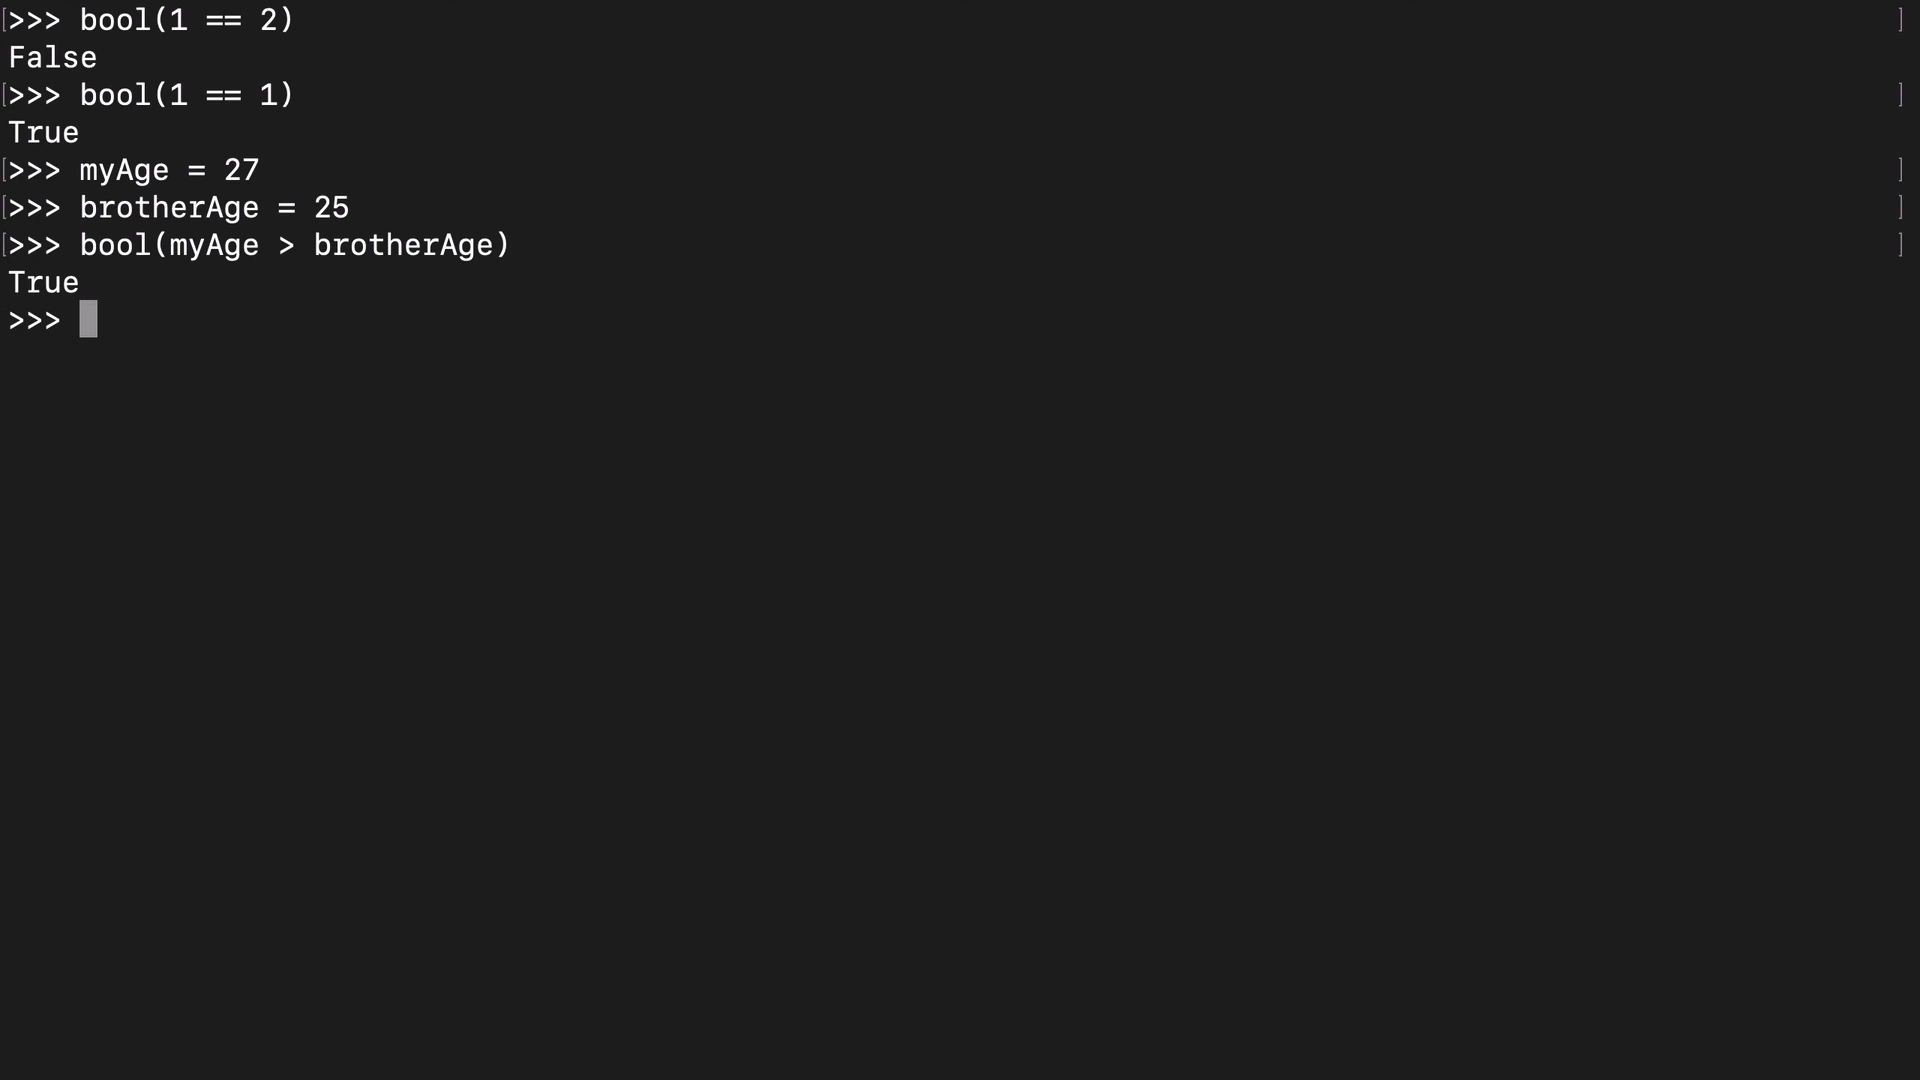 [>>> bool(1 == 2) ]
False
[>>> bool(1 == 1) ]
True
[>>> myAge = 27 ]
[>>> brotherAge = 25 ]
[>>> bool(myAge > brotherAge) ]
True
>>>